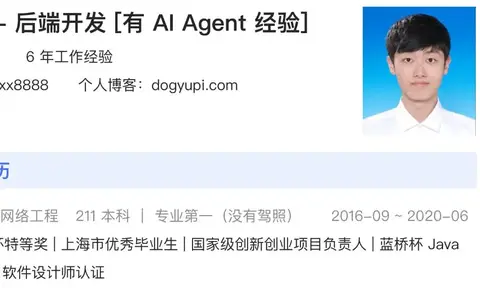 - 后端开发 [有 AI Agent 经验]
6 年工作经验
xx8888 个人博客：dogyupi.com
历
网络工程 211 本科 | 专业第一（没有驾照） 2016-09 ~ 2020-06
特等奖 | 上海市优秀毕业生 | 国家级创新创业项目负责人 | 蓝桥杯 Java
软件设计师认证